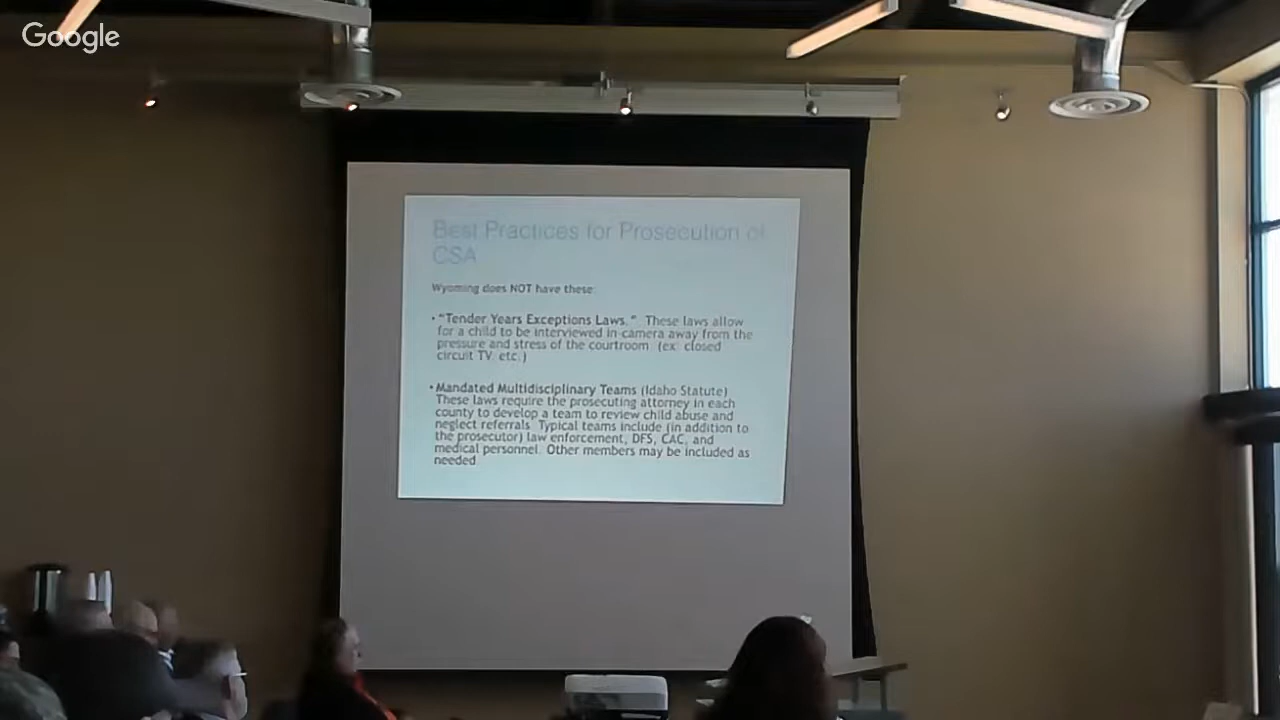 Google
Best Practices for Prosecution of
CSA
Wyoming does NOT have these:
• "Tender Years Exceptions Laws." These laws allow
for a child to be interviewed in-camera away from the
pressure and stress of the courtroom. (ex: closed
circuit TV, etc.)
• Mandated Multidisciplinary Teams (Idaho Statute)
These laws require the prosecuting attorney in each
county to develop a team to review child abuse and
neglect referrals. Typical teams include (in addition to
the prosecutor) law enforcement, DFS, CAC, and
medical personnel. Other members may be included as
needed.